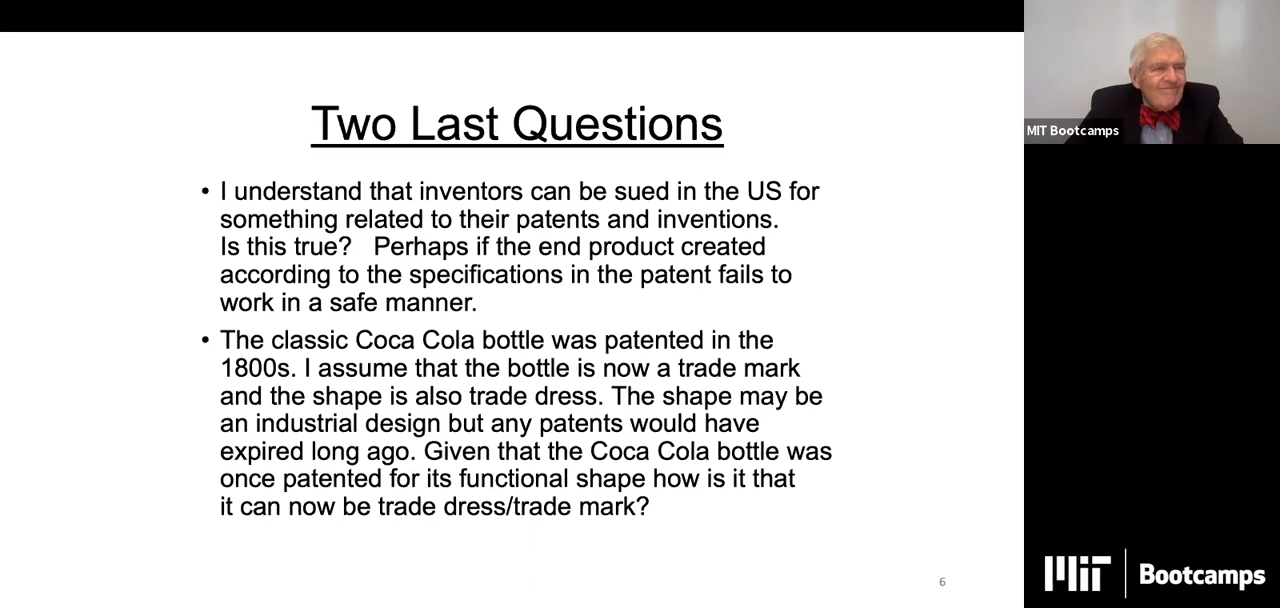 Two Last Questions
• I understand that inventors can be sued in the US for
something related to their patents and inventions.
Is this true? Perhaps if the end product created
according to the specifications in the patent fails to
work in a safe manner.
• The classic Coca Cola bottle was patented in the
1800s. I assume that the bottle is now a trade mark
and the shape is also trade dress. The shape may be
an industrial design but any patents would have
expired long ago. Given that the Coca Cola bottle was
once patented for its functional shape how is it that
it can now be trade dress/trade mark?
6
MIT Bootcamps
MIT Bootcamps